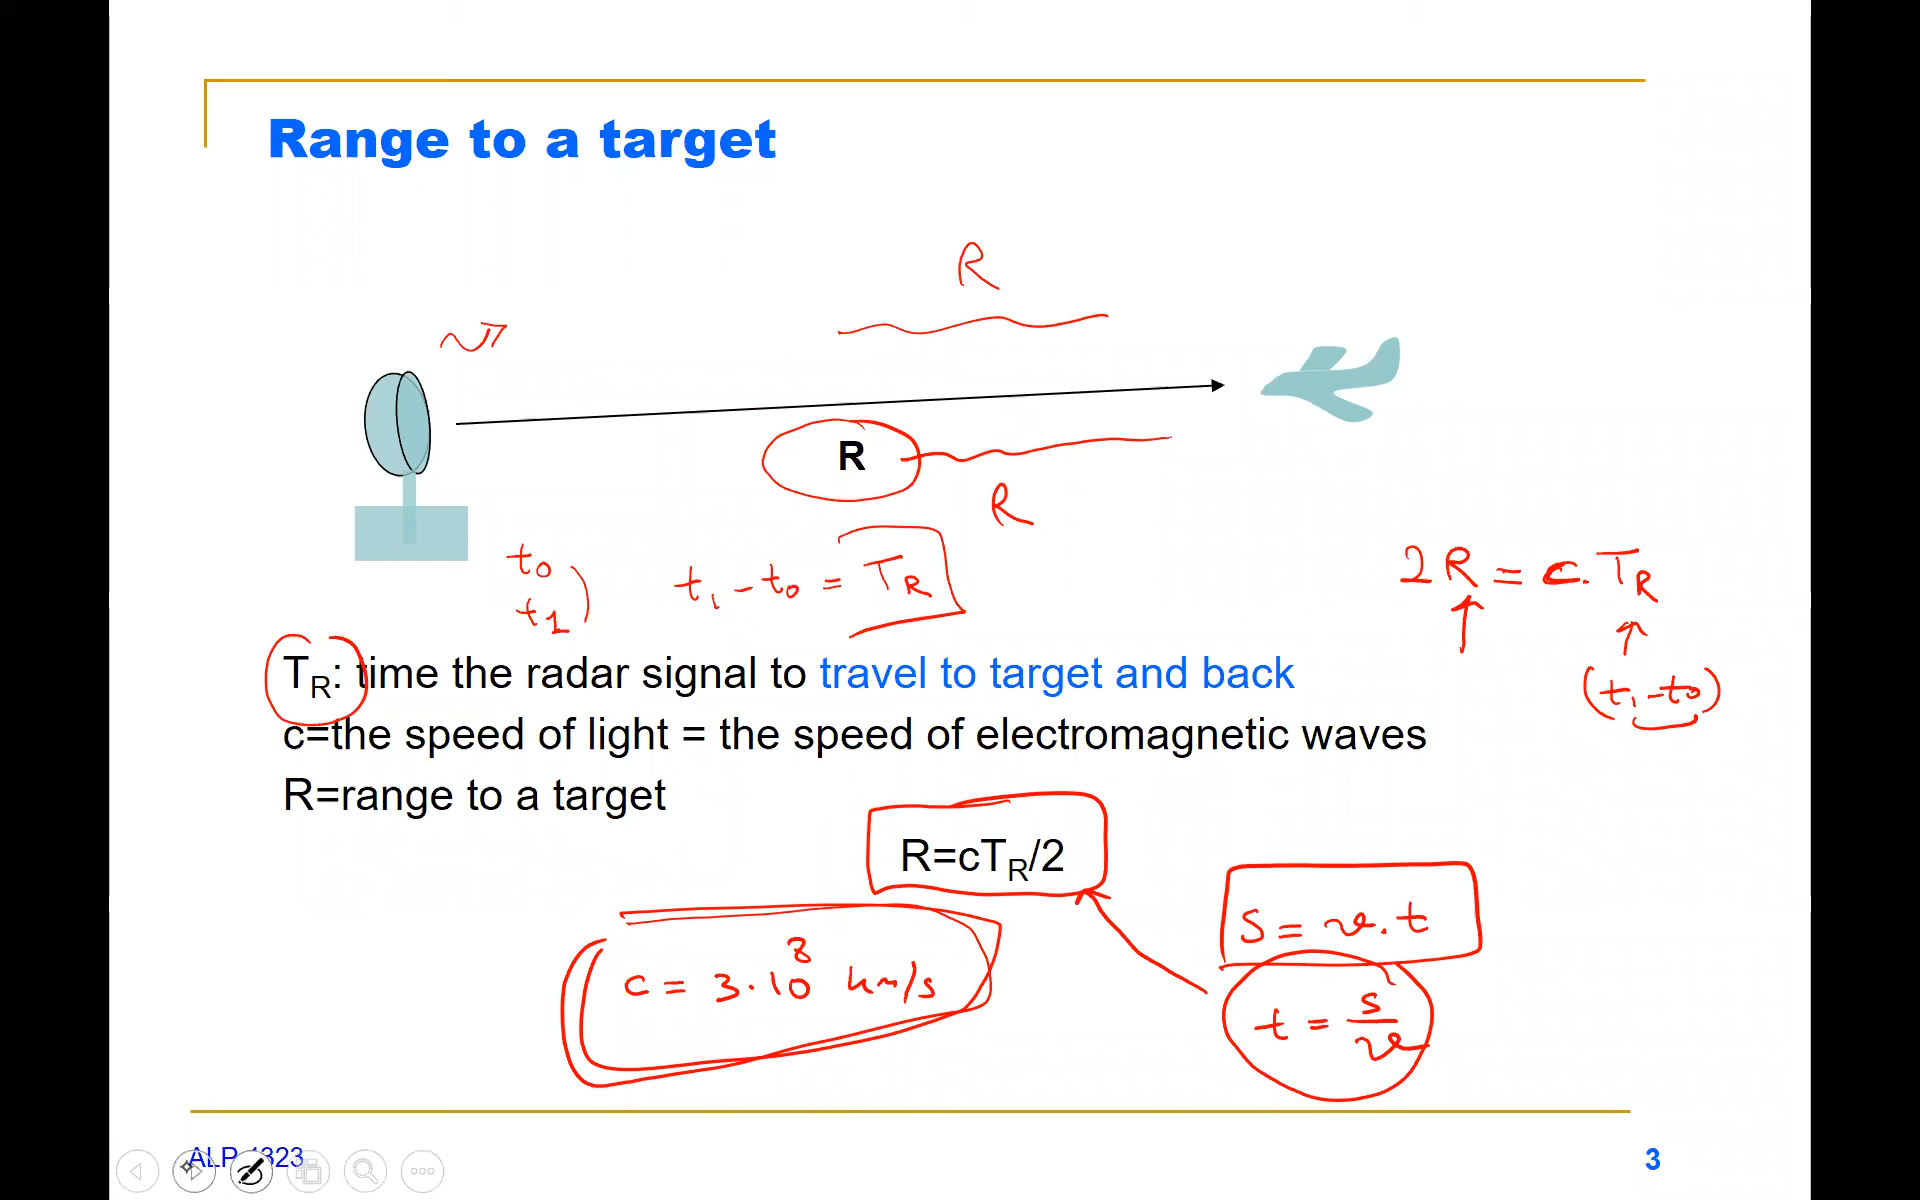 Range to a target
R
R
R
t0
t1
t1 - t0 = TR
2R = c.TR
(t1 - t0)
TR: time the radar signal to travel to target and back
c=the speed of light = the speed of electromagnetic waves
R=range to a target
R=cTR/2
S = v.t
c = 3.10^8 km/s
t = s/v
3